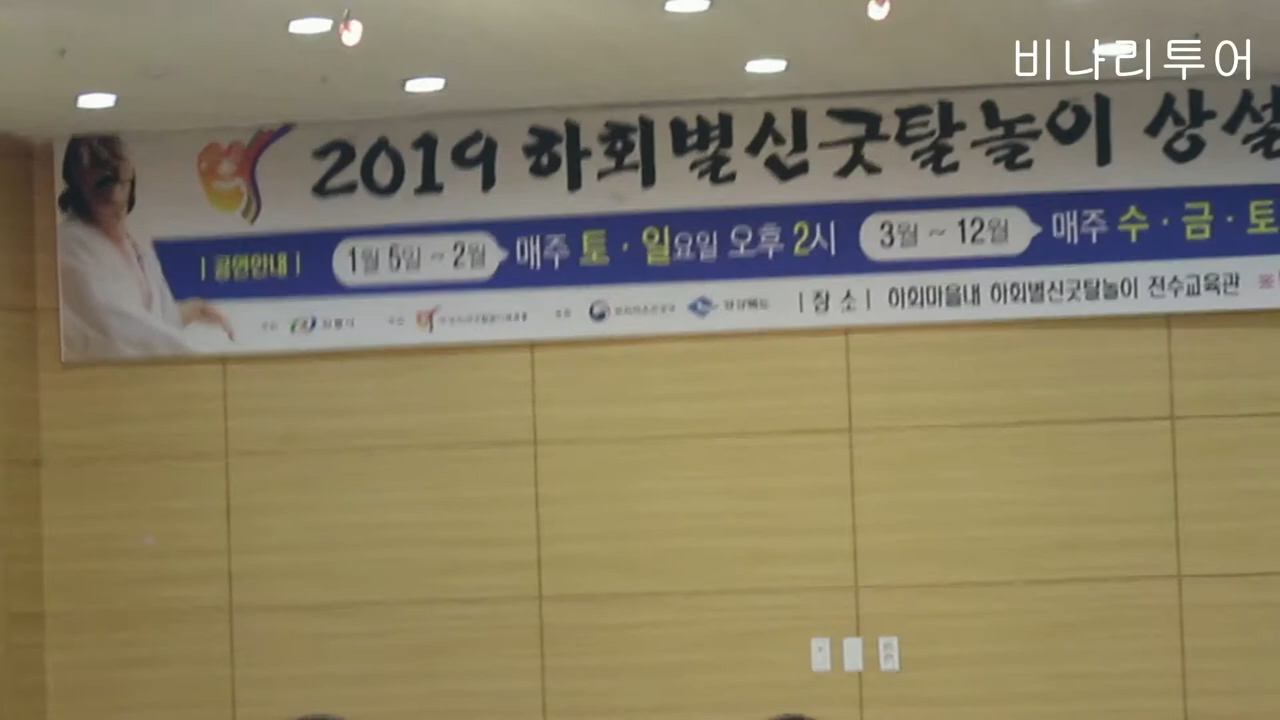 비나리투어
2019 하회별신굿탈놀이 상설
| 공연안내 | 1월 5일 ~ 2월 매주 토 · 일요일 오후 2시 3월 ~ 12월 매주 수 · 금 · 토
| 장 소 | 하회마을내 하회별신굿탈놀이 전수교육관